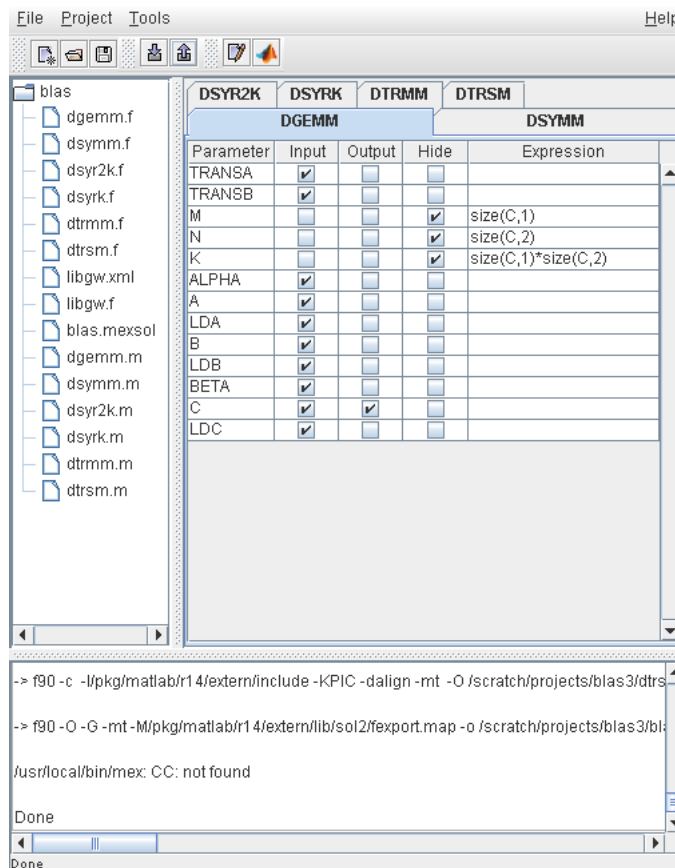 File Project Tools Help
blas
dgemm.f
dsymm.f
dsyr2k.f
dsyrk.f
dtrmm.f
dtrsm.f
libgw.xml
libgw.f
blas.mexsol
dgemm.m
dsymm.m
dsyr2k.m
dsyrk.m
dtrmm.m
dtrsm.m
DSYR2K DSYRK DTRMM DTRSM
DGEMM DSYMM
Parameter Input Output Hide Expression
TRANSA
TRANSB
M size(C,1)
N size(C,2)
K size(C,1)*size(C,2)
ALPHA
A
LDA
B
LDB
BETA
C
LDC
-> f90 -c -I/pkg/matlab/r14/extern/include -KPIC -dalign -mt -O /scratch/projects/blas3/dtrs
-> f90 -O -G -mt -M/pkg/matlab/r14/extern/lib/sol2/fexport.map -o /scratch/projects/blas3/bla
/usr/local/bin/mex: CC: not found
Done
Done